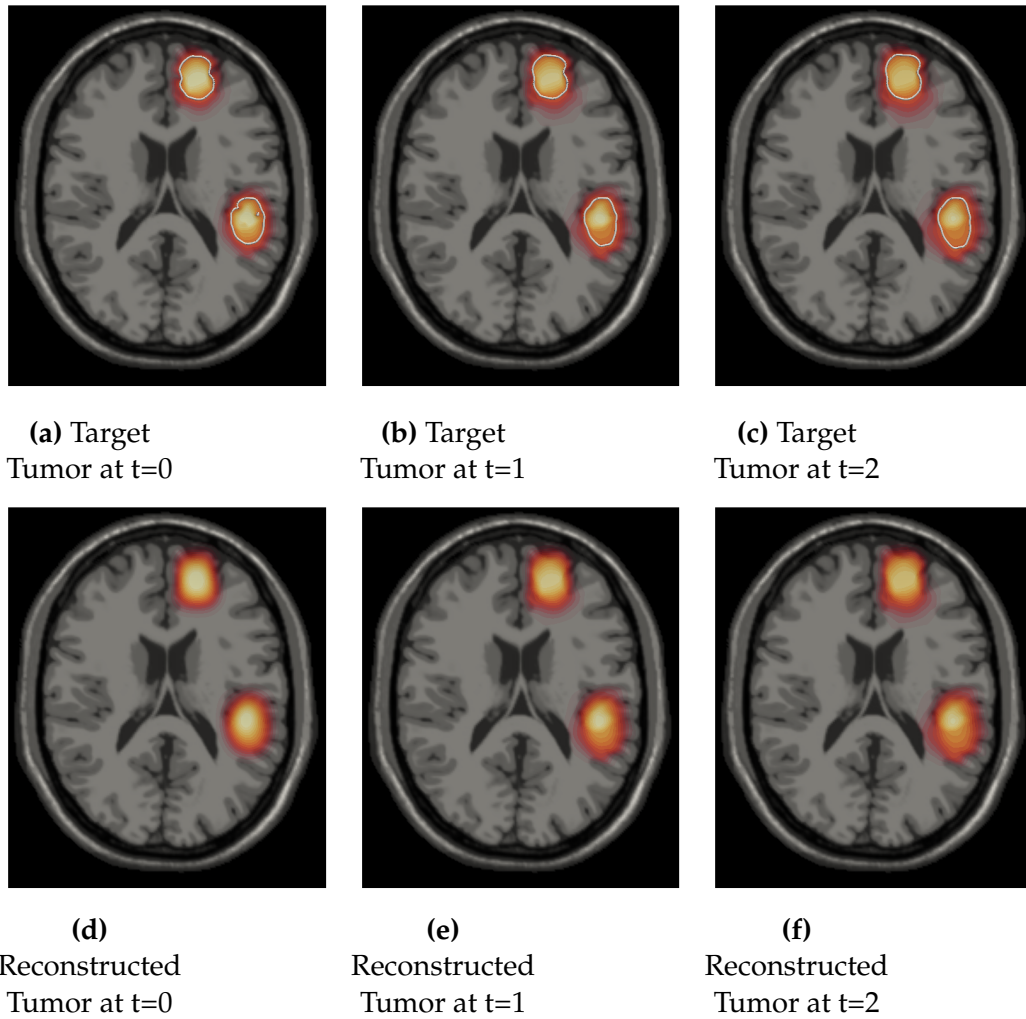 (a) Target
Tumor at t=0
(b) Target
Tumor at t=1
(c) Target
Tumor at t=2
(d)
Reconstructed
Tumor at t=0
(e)
Reconstructed
Tumor at t=1
(f)
Reconstructed
Tumor at t=2